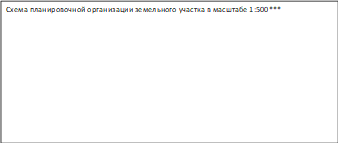 Схема планировочной организации земельного участка в масштабе 1:500***